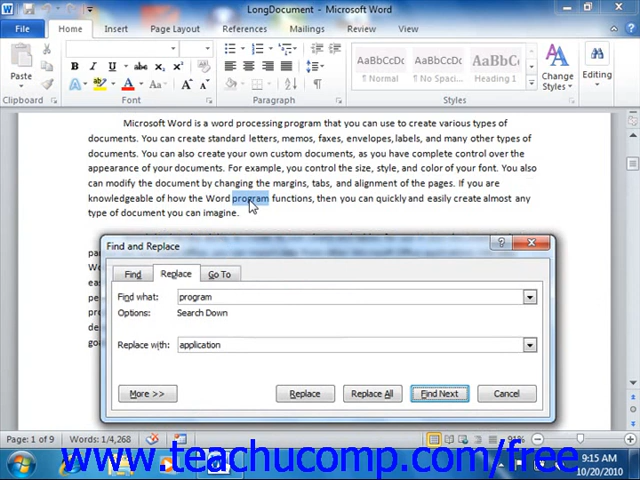 LongDocument - Microsoft Word
File Home Insert Page Layout References Mailings Review View
Paste
Clipboard
B I U
Font
Paragraph
AaBbCcDc AaBbCcDc AaBbC
¶ Normal ¶ No Spaci... Heading 1
Styles
Change Styles
Editing
Microsoft Word is a word processing program that you can use to create various types of
documents. You can create standard letters, memos, faxes, envelopes, labels, and many other types of
documents. You can also create your own custom documents, as you have complete control over the
appearance of your documents. For example, you control the size, style, and color of your font. You also
can modify the document by changing the margins, tabs, and alignment of the pages. If you are
knowledgeable of how the Word program functions, then you can quickly and easily create almost any
type of document you can imagine.
Find and Replace
Find Replace Go To
Find what: program
Options: Search Down
Replace with: application
More >> Replace Replace All Find Next Cancel
Page: 1 of 9 Words: 1/4,268 91%
www.teachucomp.com/free
9:15 AM
10/20/2010